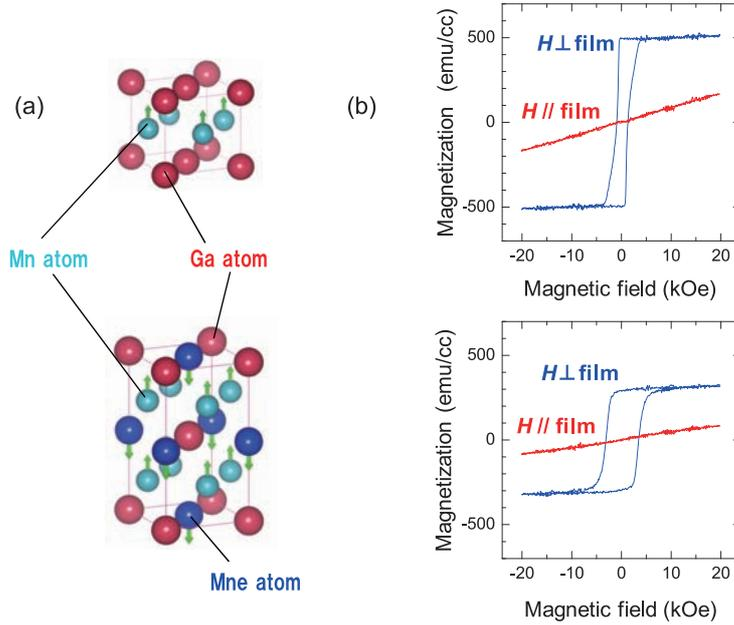 (a)
Mn atom
Ga atom
Mne atom
(b)
Magnetization (emu/cc)
500
0
-500
H⊥film
H // film
-20 -10 0 10 20
Magnetic field (kOe)
Magnetization (emu/cc)
500
0
-500
H⊥film
H // film
-20 -10 0 10 20
Magnetic field (kOe)